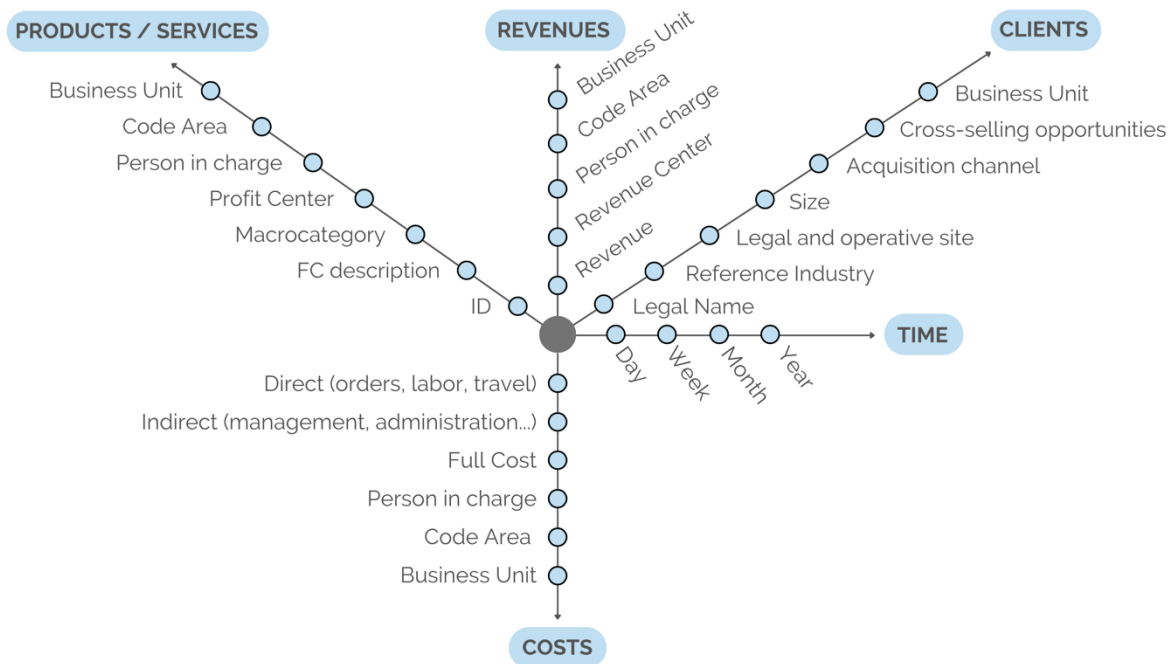 PRODUCTS / SERVICES
Business Unit
Code Area
Person in charge
Profit Center
Macrocategory
FC description
ID
REVENUES
Business Unit
Code Area
Person in charge
Revenue Center
Revenue
CLIENTS
Business Unit
Cross-selling opportunities
Acquisition channel
Size
Legal and operative site
Reference Industry
Legal Name
TIME
Day
Week
Month
Year
Direct (orders, labor, travel)
Indirect (management, administration...)
Full Cost
Person in charge
Code Area
Business Unit
COSTS